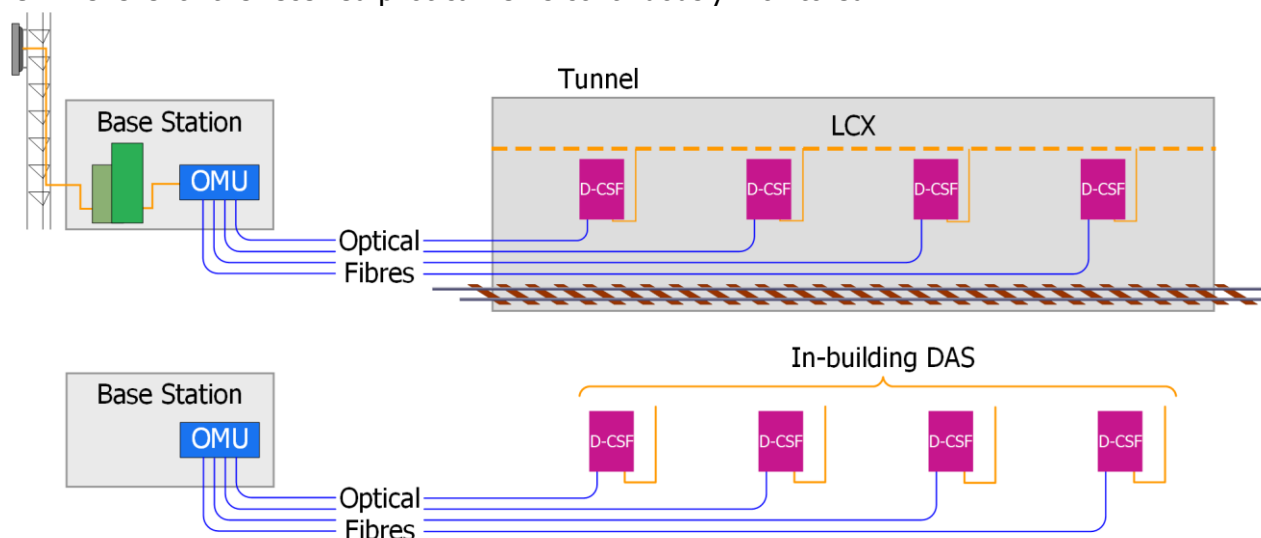 Tunnel
Base Station
LCX
OMU
D-CSF
D-CSF
D-CSF
D-CSF
Optical
Fibres
In-building DAS
Base Station
OMU
D-CSF
D-CSF
D-CSF
D-CSF
Optical
Fibres